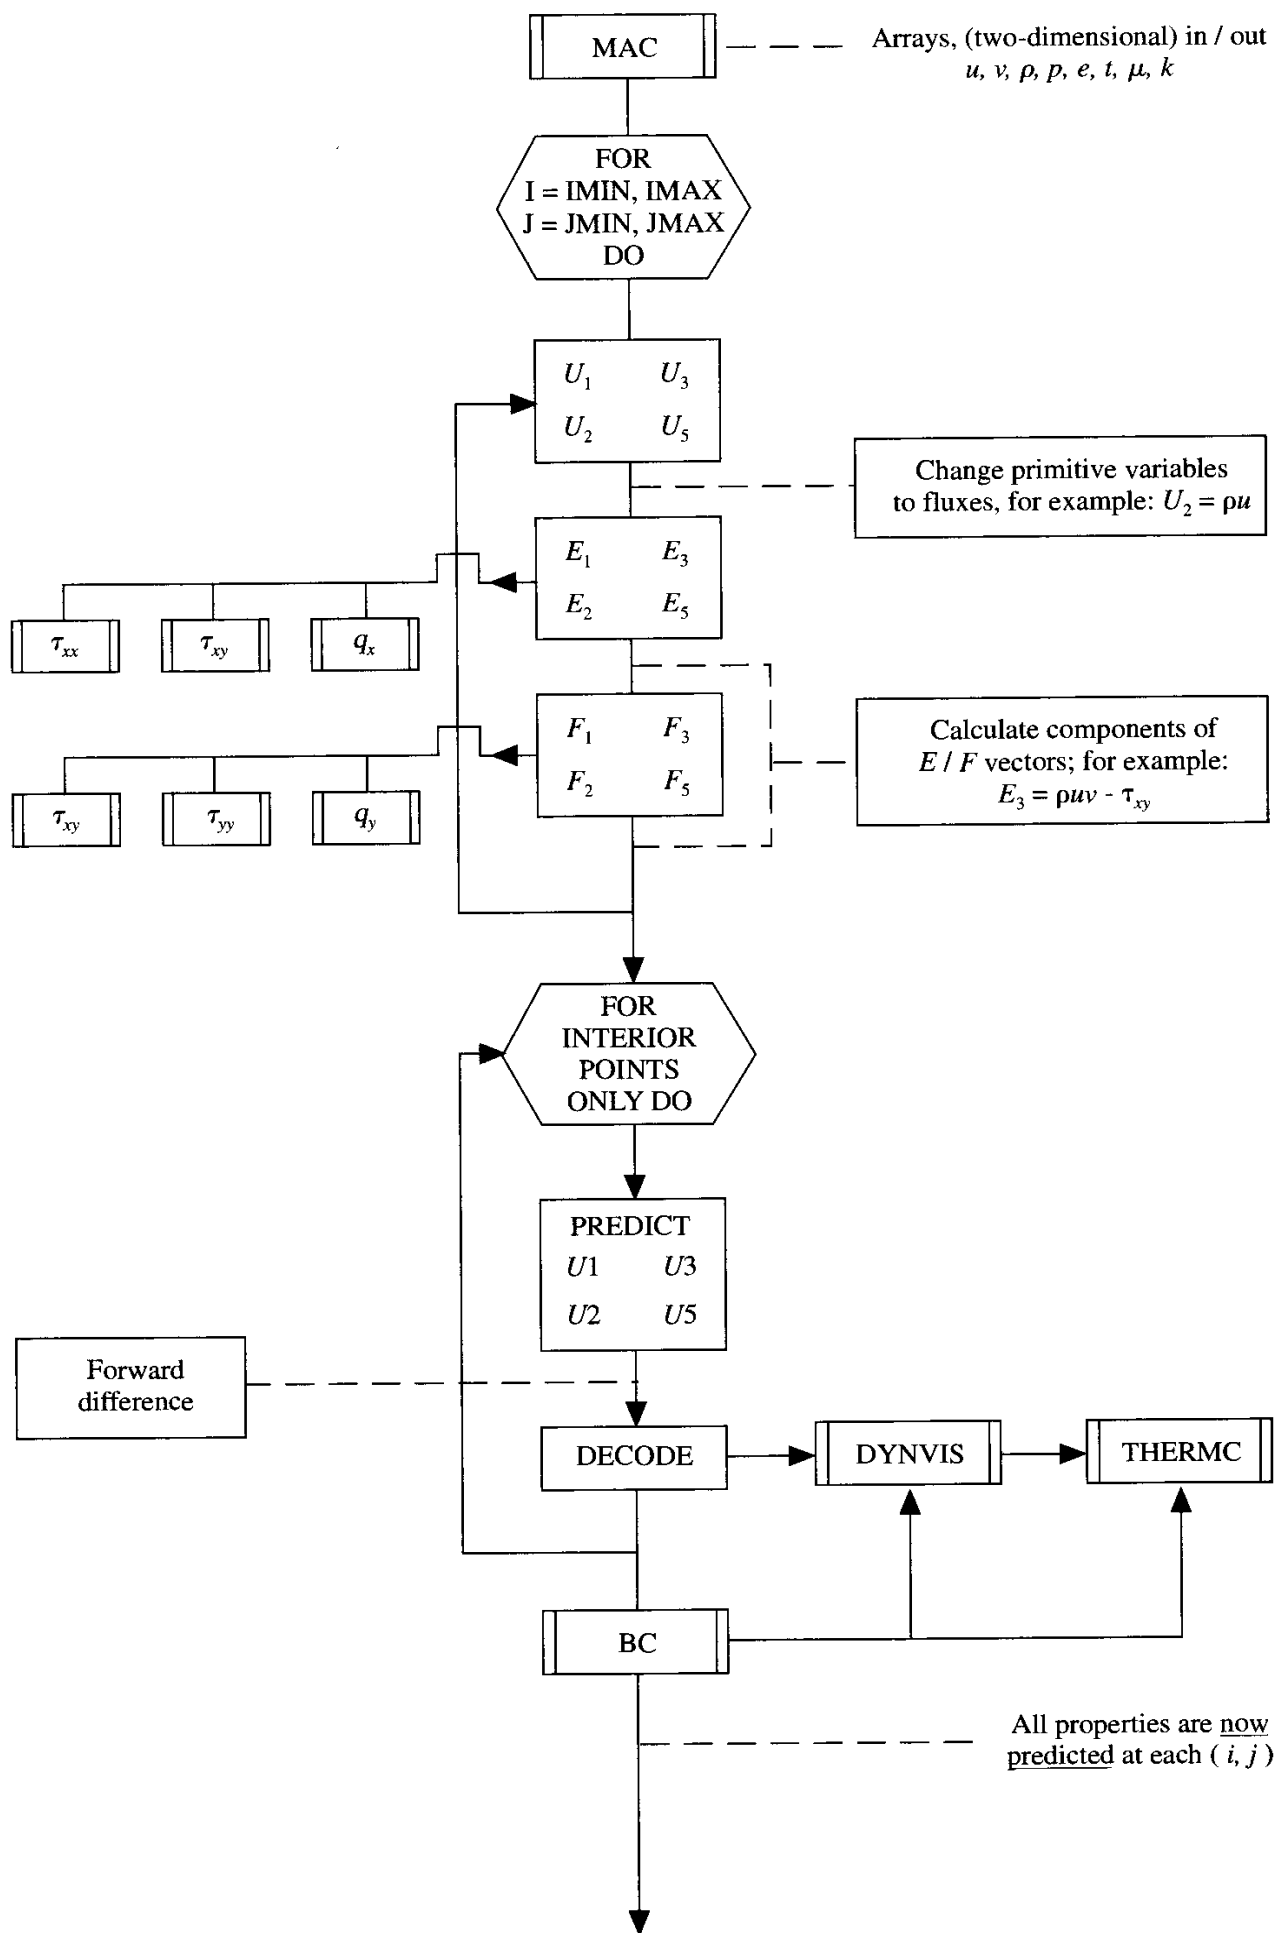 MAC
Arrays, (two-dimensional) in / out
u, v, ρ, p, e, t, μ, k
FOR
I = IMIN, IMAX
J = JMIN, JMAX
DO
U₁ U₃
U₂ U₅
Change primitive variables
to fluxes, for example: U₂ = ρu
E₁ E₃
E₂ E₅
τxx τxy qx
F₁ F₃
F₂ F₅
Calculate components of
E / F vectors; for example:
E₃ = ρuv - τxy
τxy τyy qy
FOR
INTERIOR
POINTS
ONLY DO
PREDICT
U1 U3
U2 U5
Forward
difference
DECODE DYNVIS THERMC
BC
All properties are now
predicted at each ( i, j )